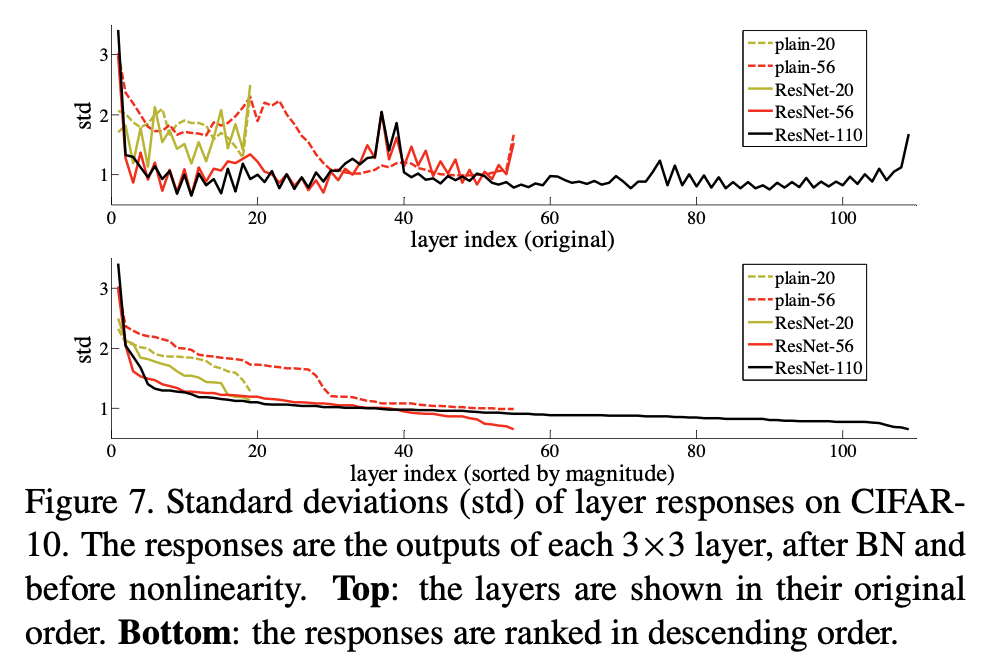 3
2
1
std
plain-20
plain-56
ResNet-20
ResNet-56
ResNet-110
0 20 40 60 80 100
layer index (original)
3
2
1
std
plain-20
plain-56
ResNet-20
ResNet-56
ResNet-110
0 20 40 60 80 100
layer index (sorted by magnitude)
Figure 7. Standard deviations (std) of layer responses on CIFAR-
10. The responses are the outputs of each 3×3 layer, after BN and
before nonlinearity. Top: the layers are shown in their original
order. Bottom: the responses are ranked in descending order.